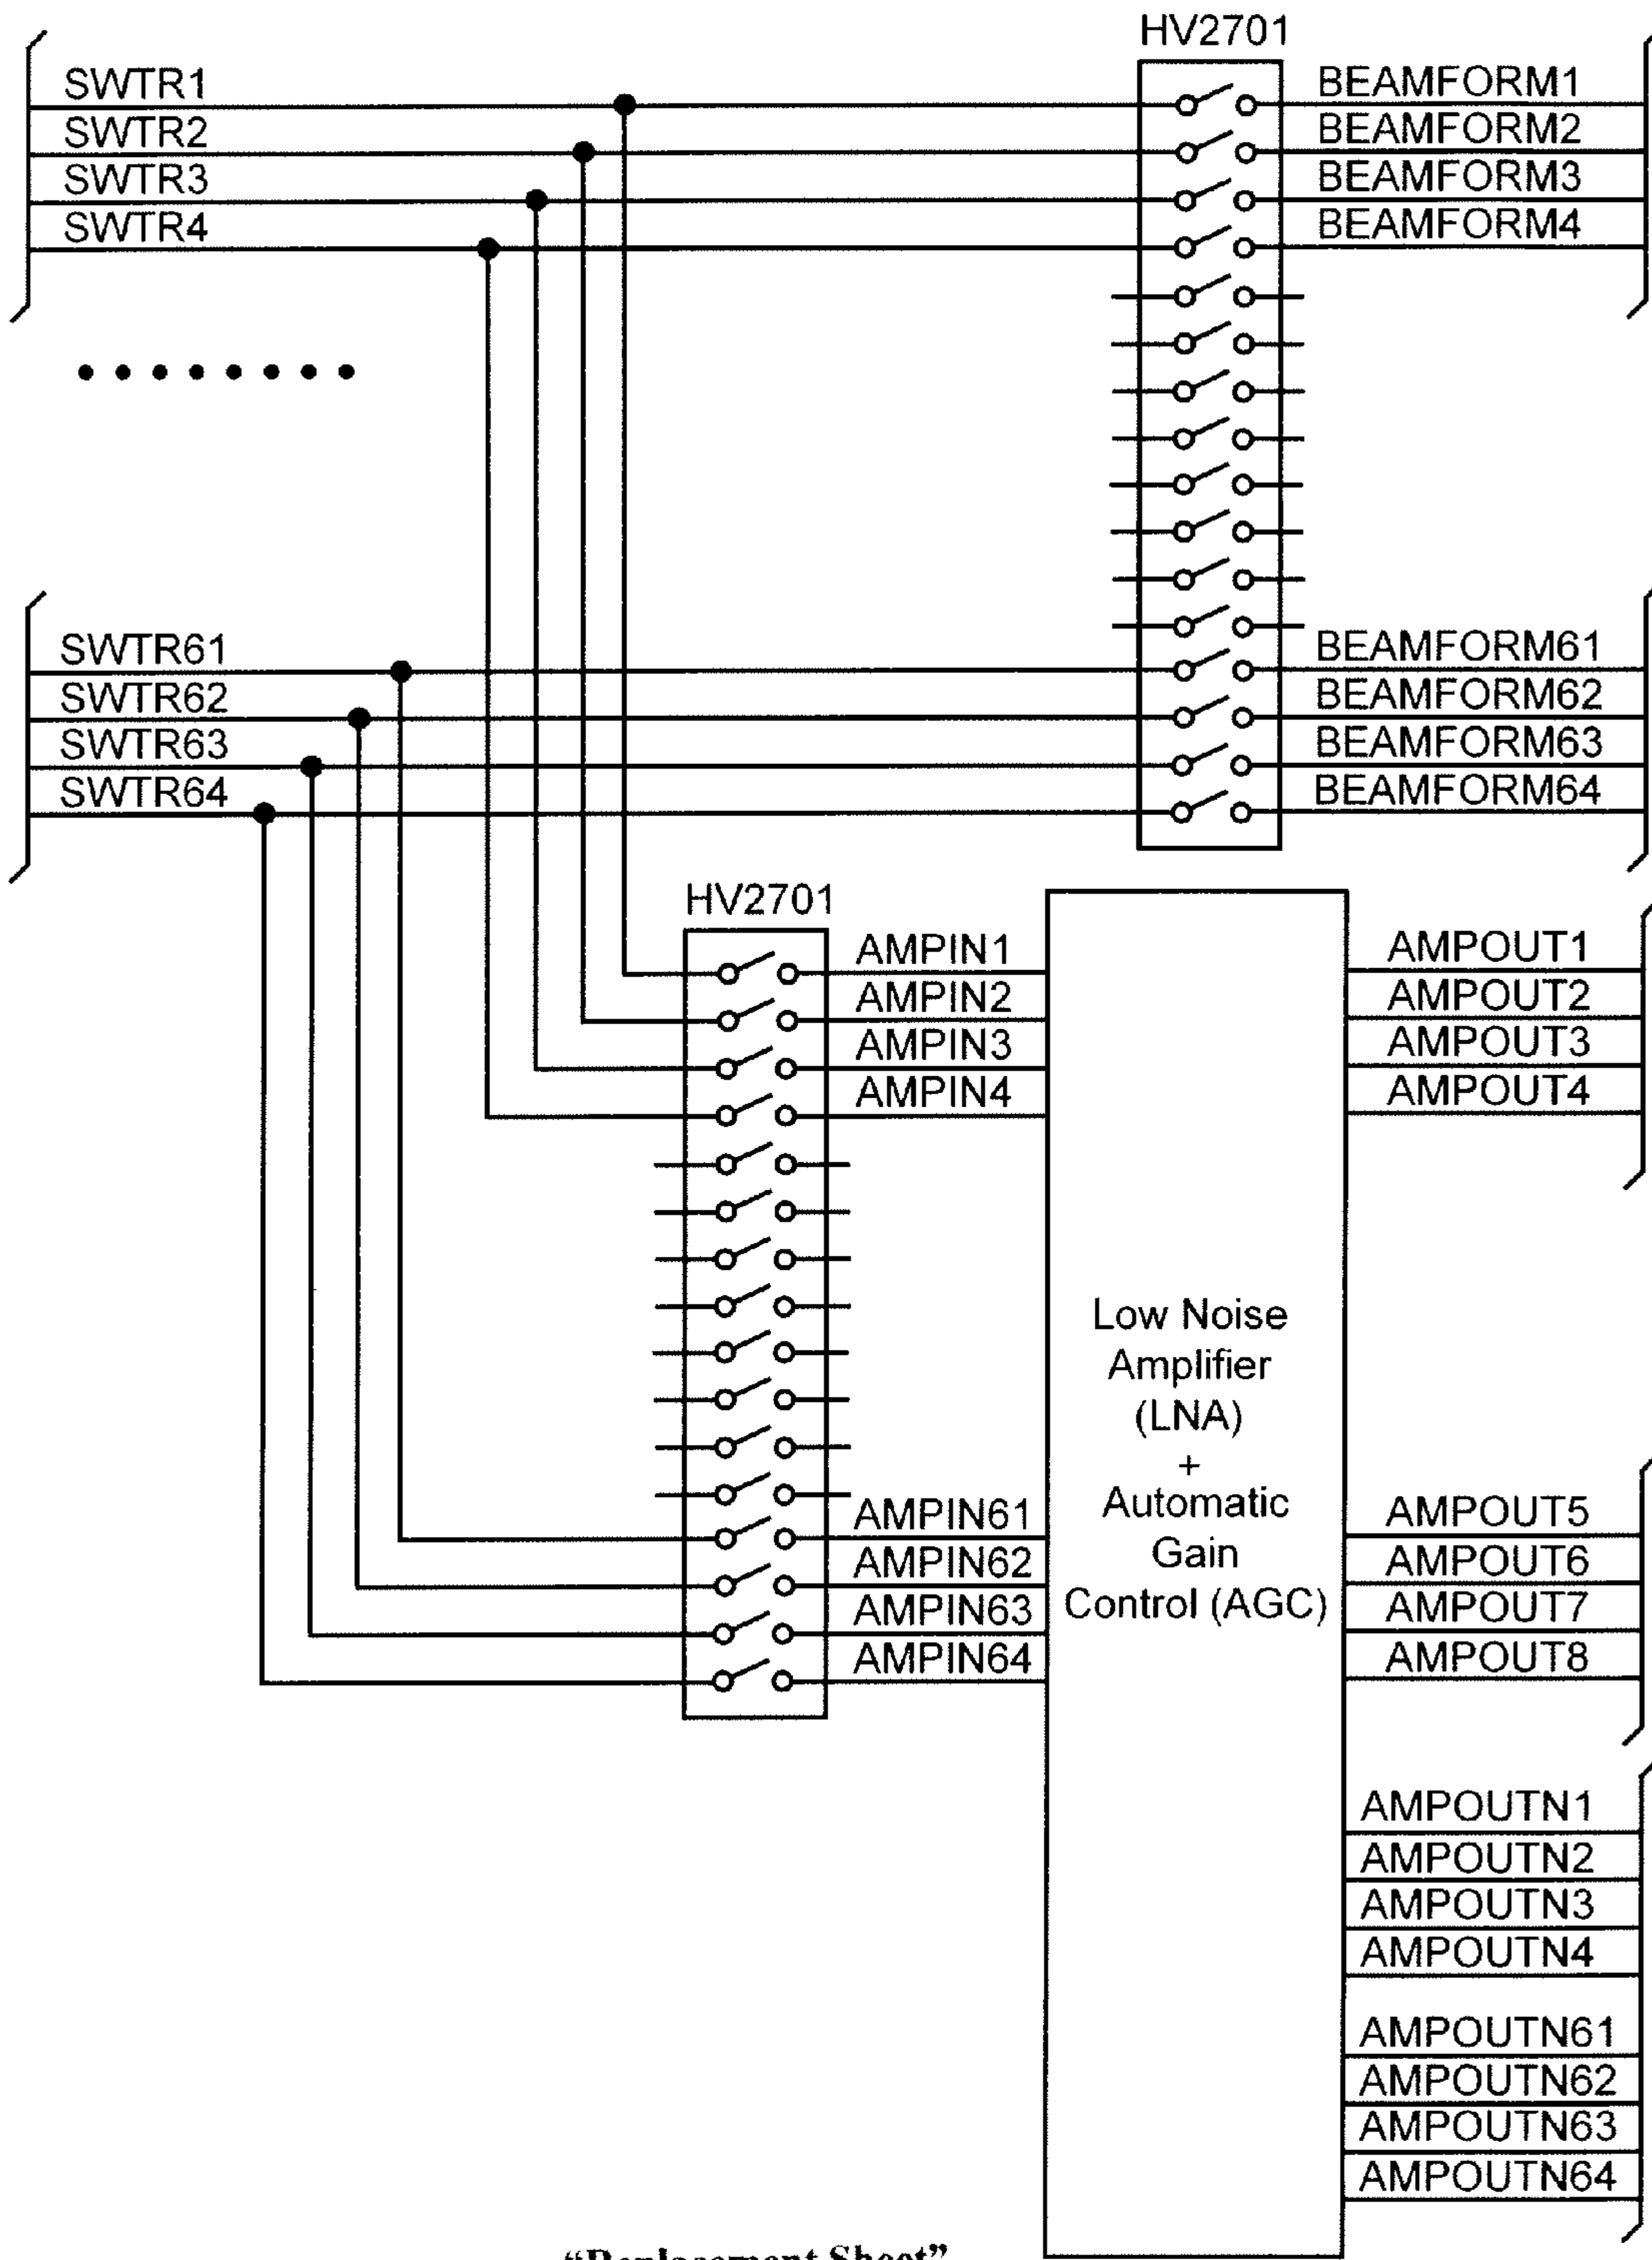 HV2701
SWTR1
BEAMFORM1
SWTR2
BEAMFORM2
SWTR3
BEAMFORM3
SWTR4
BEAMFORM4
SWTR61
BEAMFORM61
SWTR62
BEAMFORM62
SWTR63
BEAMFORM63
SWTR64
BEAMFORM64
HV2701
AMPIN1
AMPIN2
AMPIN3
AMPIN4
AMPIN61
AMPIN62
AMPIN63
AMPIN64
Low Noise
Amplifier
(LNA)
+
Automatic
Gain
Control (AGC)
AMPOUT1
AMPOUT2
AMPOUT3
AMPOUT4
AMPOUT5
AMPOUT6
AMPOUT7
AMPOUT8
AMPOUTN1
AMPOUTN2
AMPOUTN3
AMPOUTN4
AMPOUTN61
AMPOUTN62
AMPOUTN63
AMPOUTN64
“Replacement Sheet”